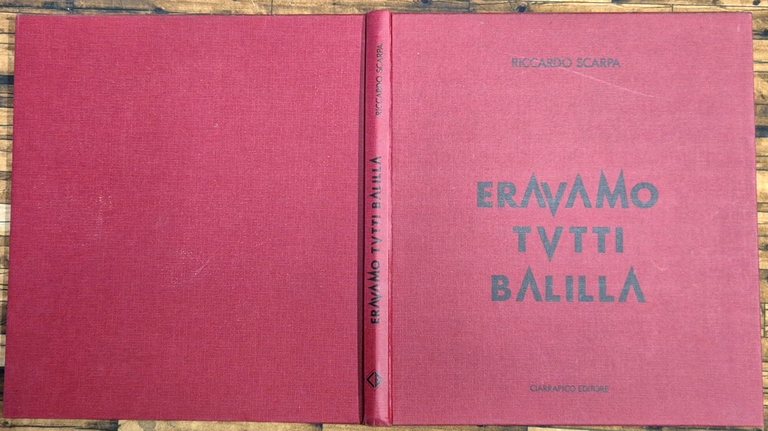 RICCARDO SCARPA
ERAVAMO TVTTI BALILLA
RICCARDO SCARPA
ERAVAMO
TVTTI
BALILLA
CIARRAPICO EDITORE